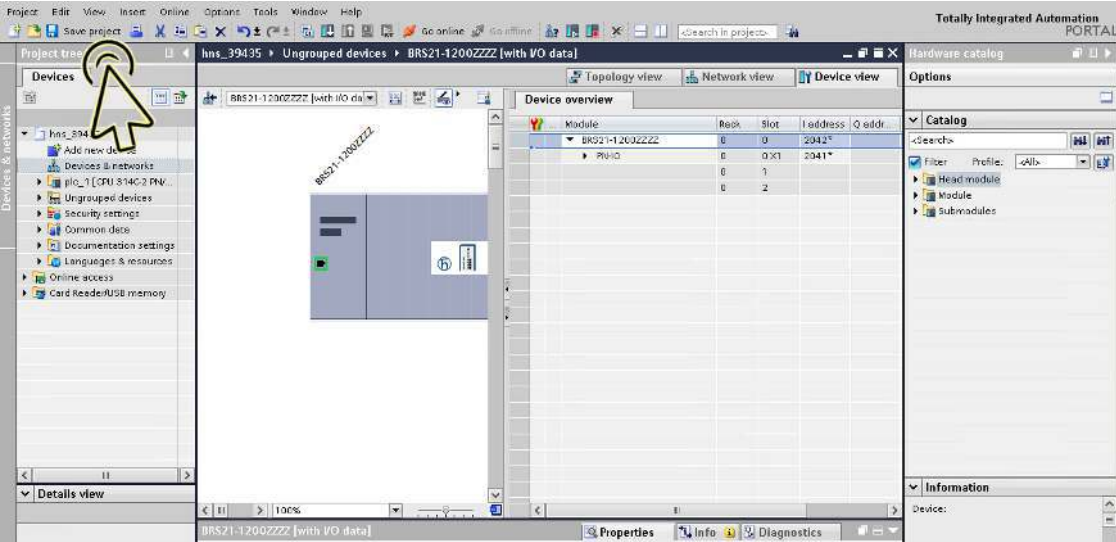 Project Edit View Insert Online Options Tools Window Help
Totally Integrated Automation
PORTAL
Save project
Go online
Go offline
<Search in project>
Project tree
hns_39435 ▸ Ungrouped devices ▸ BRS21-1200ZZZZ [with I/O data]
Hardware catalog
Devices
Topology view
Network view
Device view
Options
BRS21-1200ZZZZ [with I/O da
Device overview
Module Rack Slot I address Q addr...
BRS21-1200ZZZZ 0 0 2042*
PN-IO 0 0 X1 2041*
0 1
0 2
BRS21-1200ZZZZ
Devices & networks
Add new
Devices & networks
plc_1 [CPU 314C-2 PN/...
Ungrouped devices
Security settings
Common data
Documentation settings
Languages & resources
Online access
Card Reader/USB memory
Catalog
<Search>
Filter Profile: <All>
Head module
Module
Submodules
Details view
100%
Information
Device:
BRS21-1200ZZZZ [with I/O data]
Properties
Info
Diagnostics